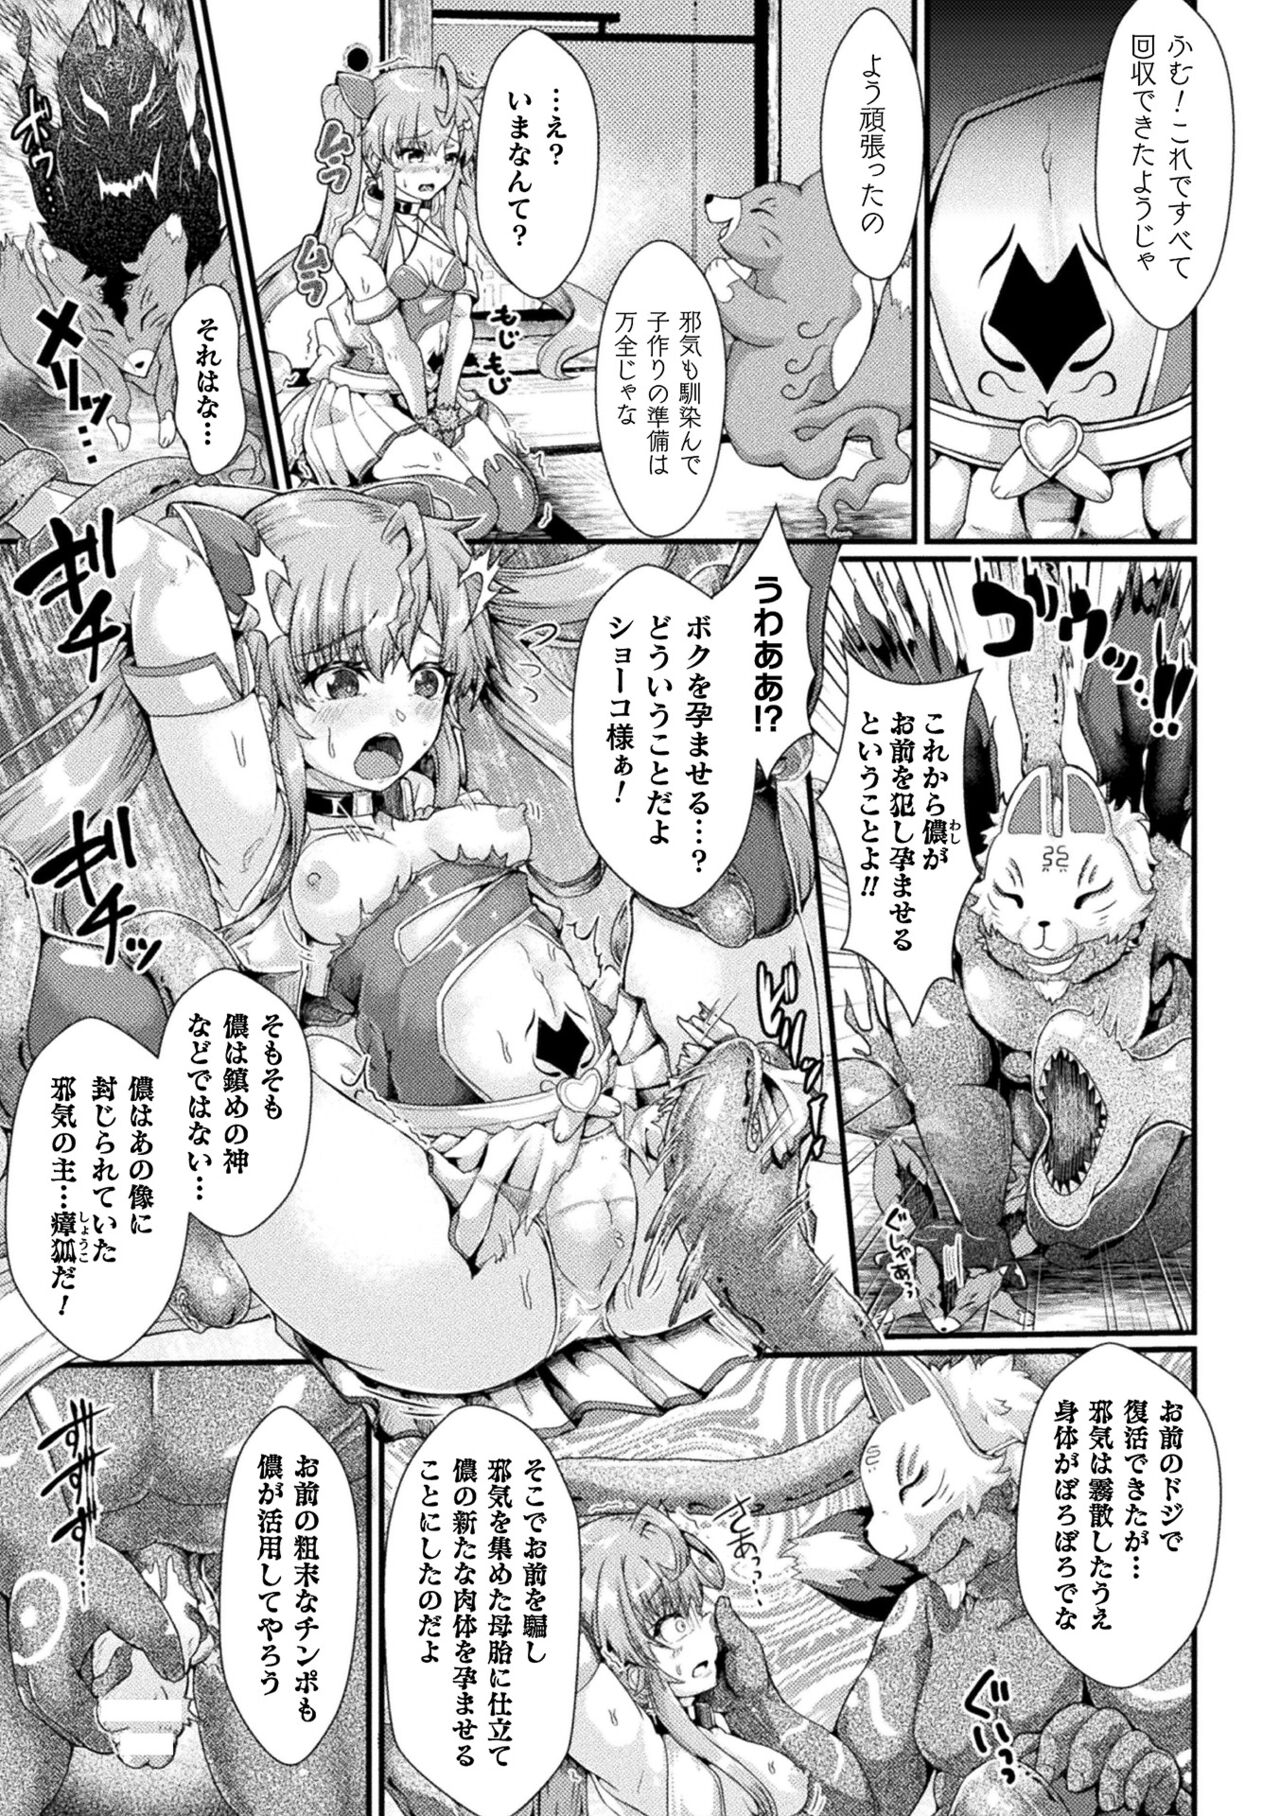 ふむ！これですべて
回収できたようじゃ
よう頑張ったの
邪気も馴染んで
子作りの準備は
万全じゃな
…え？
いまなんて？
ムラ
ムラ
もじ
もじ
それはな…
ボウ
メリッ…
ゴウッ!!
これから儂が
わし
お前を犯し孕ませる
ということよ!!
ぐしゃあっ
うわああ!?
ボクを孕ませる…？
どういうことだよ
ショーコ様ぁ！
ギチ
ギチッ
そもそも
儂は鎮めの神
などではない…
儂はあの像に
封じられていた
邪気の主…瘴狐だ！
しょうこ
お前のドジで
復活できたが…
邪気は霧散したうえ
身体がぼろぼろでな
そこでお前を騙し
邪気を集めた母胎に仕立て
儂の新たな肉体を孕ませる
ことにしたのだよ
お前の粗末なチンポも
儂が活用してやろう